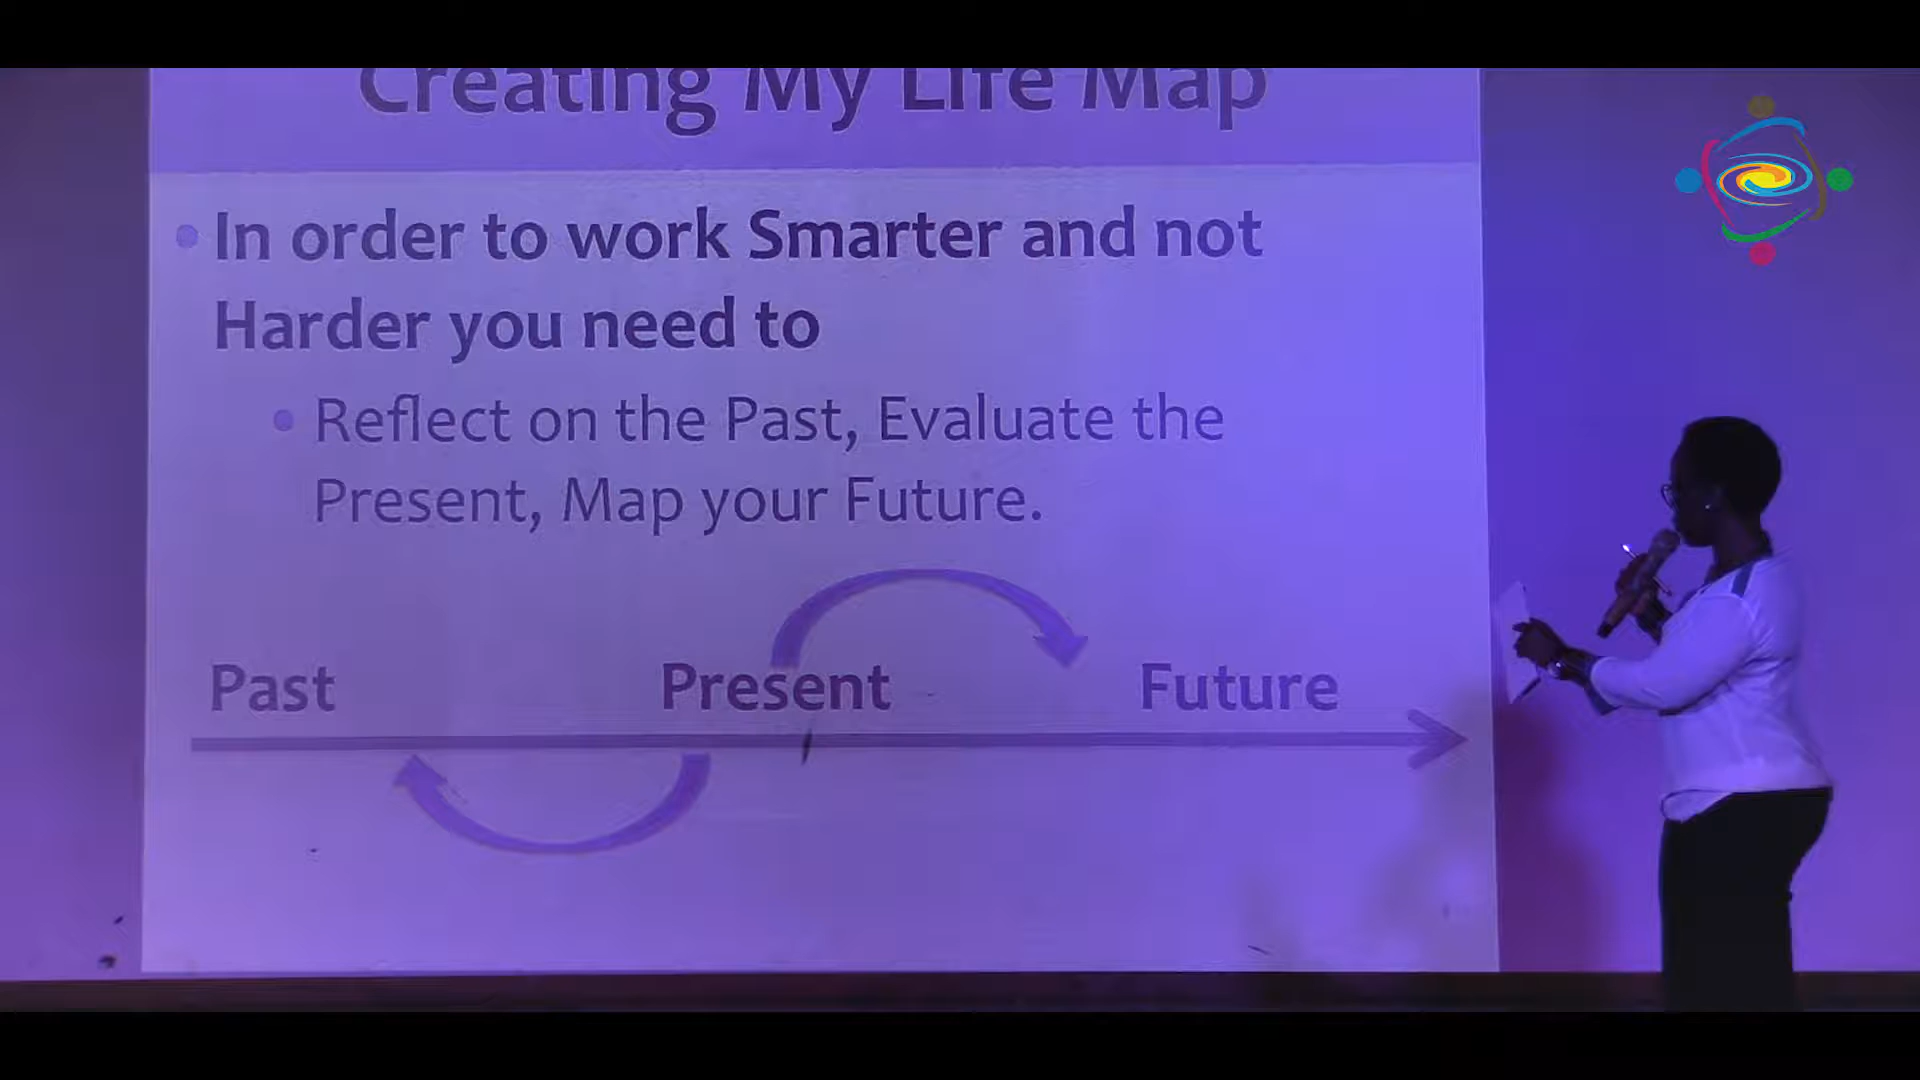 Creating My Life Map
• In order to work Smarter and not
Harder you need to
• Reflect on the Past, Evaluate the
Present, Map your Future.
Past Present Future